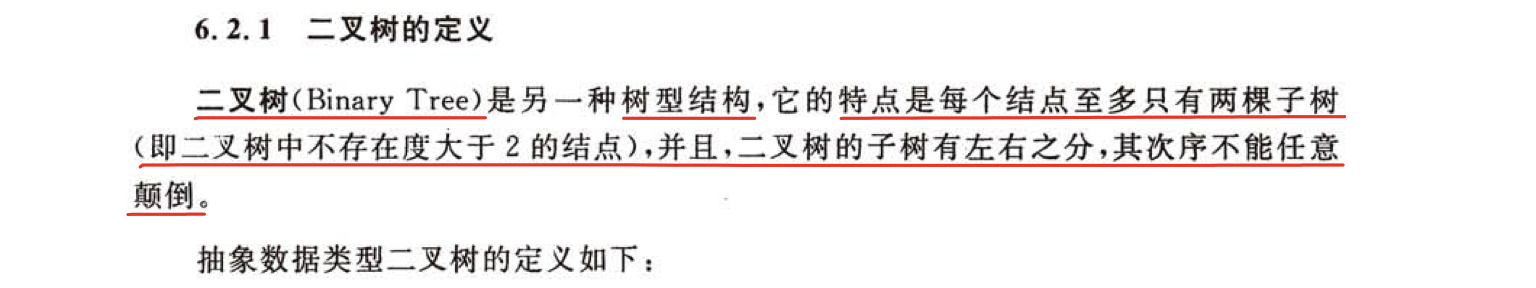 6.2.1 二叉树的定义
二叉树(Binary Tree)是另一种树型结构,它的特点是每个结点至多只有两棵子树
(即二叉树中不存在度大于 2 的结点),并且,二叉树的子树有左右之分,其次序不能任意
颠倒。
抽象数据类型二叉树的定义如下: